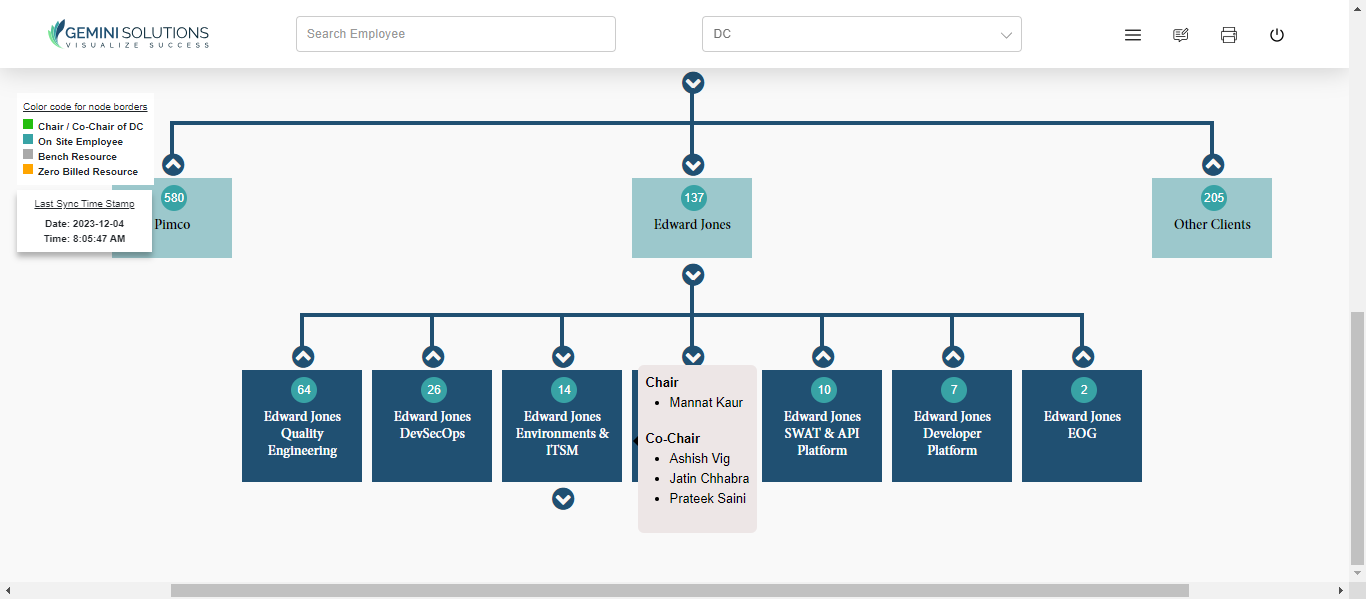 GEMINI SOLUTIONS
VISUALIZE SUCCESS
Search Employee
DC
Color code for node borders
Chair / Co-Chair of DC
On Site Employee
Bench Resource
Zero Billed Resource
Last Sync Time Stamp
Date: 2023-12-04
Time: 8:05:47 AM
580
Pimco
137
Edward Jones
205
Other Clients
64
Edward Jones
Quality
Engineering
26
Edward Jones
DevSecOps
14
Edward Jones
Environments &
ITSM
Chair
Mannat Kaur
Co-Chair
Ashish Vig
Jatin Chhabra
Prateek Saini
10
Edward Jones
SWAT & API
Platform
7
Edward Jones
Developer
Platform
2
Edward Jones
EOG